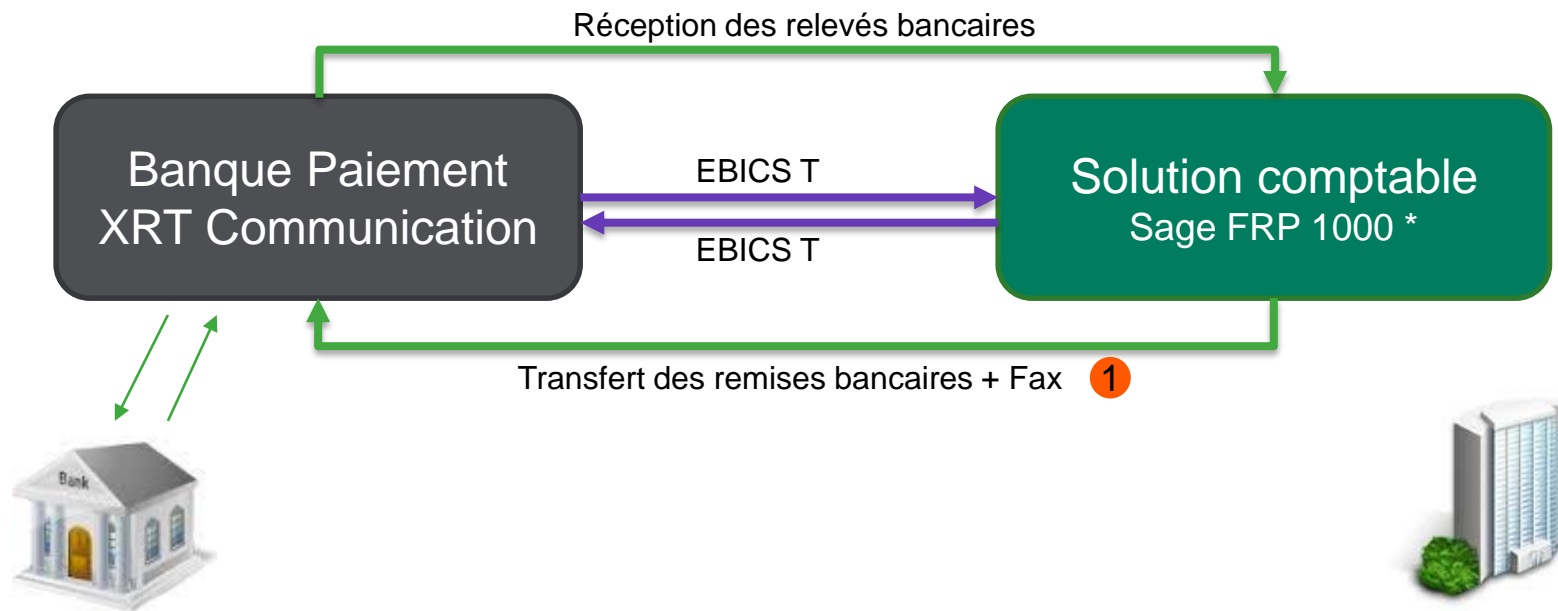 Réception des relevés bancaires
Banque Paiement
XRT Communication
EBICS T
EBICS T
Solution comptable
Sage FRP 1000 *
Transfert des remises bancaires + Fax 1
Bank